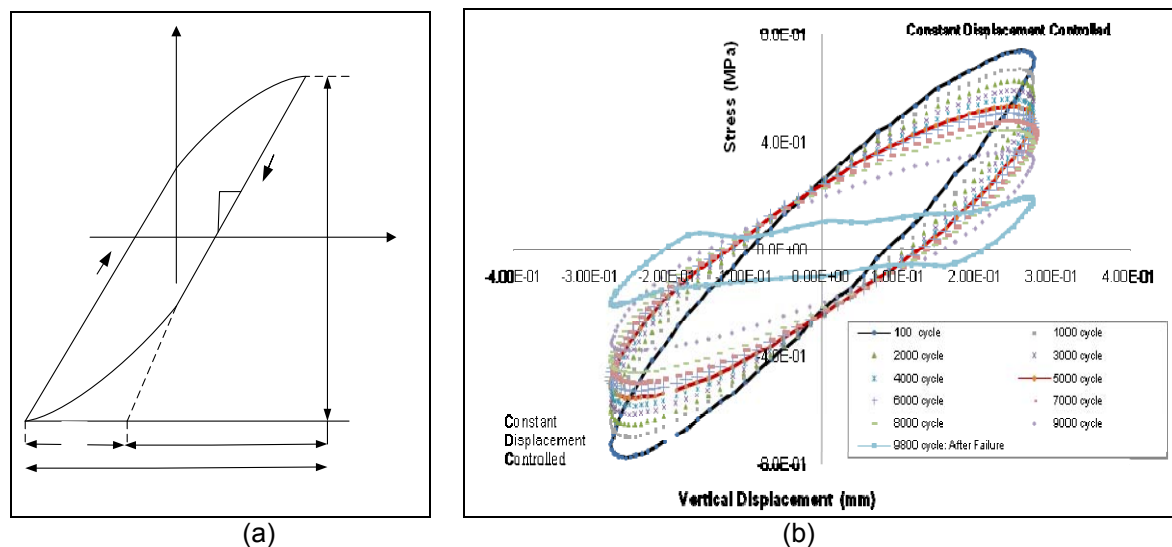 Constant Displacement Controlled
Stress (MPa)
8.0E-01
4.0E-01
0.0E+00
-4.00E-01
-3.00E-01
-2.00E-01
-1.00E-01
0.00E+00
1.00E-01
2.00E-01
3.00E-01
4.00E-01
-4.0E-01
-8.0E-01
100 cycle
1000 cycle
2000 cycle
3000 cycle
4000 cycle
5000 cycle
6000 cycle
7000 cycle
8000 cycle
9000 cycle
9800 cycle: After Failure
Constant
Displacement
Controlled
Vertical Displacement (mm)
(a)
(b)